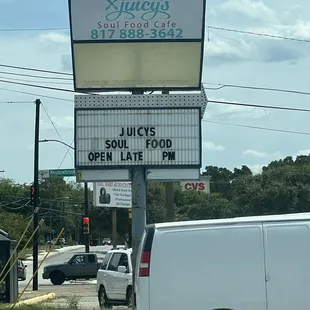 juicy's
Soul Food Cafe
817 888-3642
JUICYS
SOUL FOOD
OPEN LATE PM
CVS